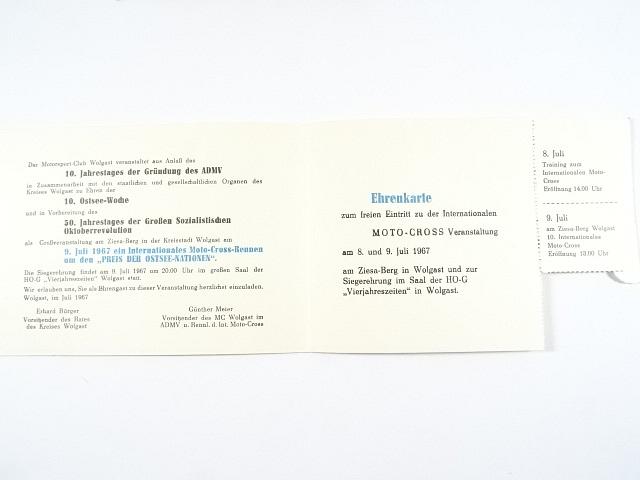 Der Motorsport-Club Wolgast veranstaltet aus Anlaß des
10. Jahrestages der Gründung des ADMV
in Zusammenarbeit mit den staatlichen und gesellschaftlichen Organen des
Kreises Wolgast zu Ehren der
10. Ostsee-Woche
und in Vorbereitung des
50. Jahrestages der Großen Sozialistischen
Oktoberrevolution
als Großveranstaltung am Ziesa-Berg in der Kreisstadt Wolgast am
9. Juli 1967 ein Internationales Moto-Cross-Rennen
um den „PREIS DER OSTSEE-NATIONEN“.
Die Siegerehrung findet am 9. Juli 1967 um 20.00 Uhr im großen Saal der
HO-G „Vierjahreszeiten“ Wolgast statt.
Wir erlauben uns, Sie als Ehrengast zu dieser Veranstaltung herzlichst einzuladen.
Wolgast, im Juli 1967
Erhard Bürger
Vorsitzender des Rates
des Kreises Wolgast
Günther Meier
Vorsitzender des MC Wolgast im
ADMV u. Rennl. d. Int. Moto-Cross
Ehrenkarte
zum freien Eintritt zu der Internationalen
MOTO-CROSS Veranstaltung
am 8. und 9. Juli 1967
am Ziesa-Berg in Wolgast und zur
Siegerehrung im Saal der HO-G
„Vierjahreszeiten“ in Wolgast.
8. Juli
Training zum
Internationalen Moto-
Cross
Eröffnung 14.00 Uhr
9. Juli
am Ziesa-Berg Wolgast
10. Internationales
Moto-Cross
Eröffnung 13.00 Uhr